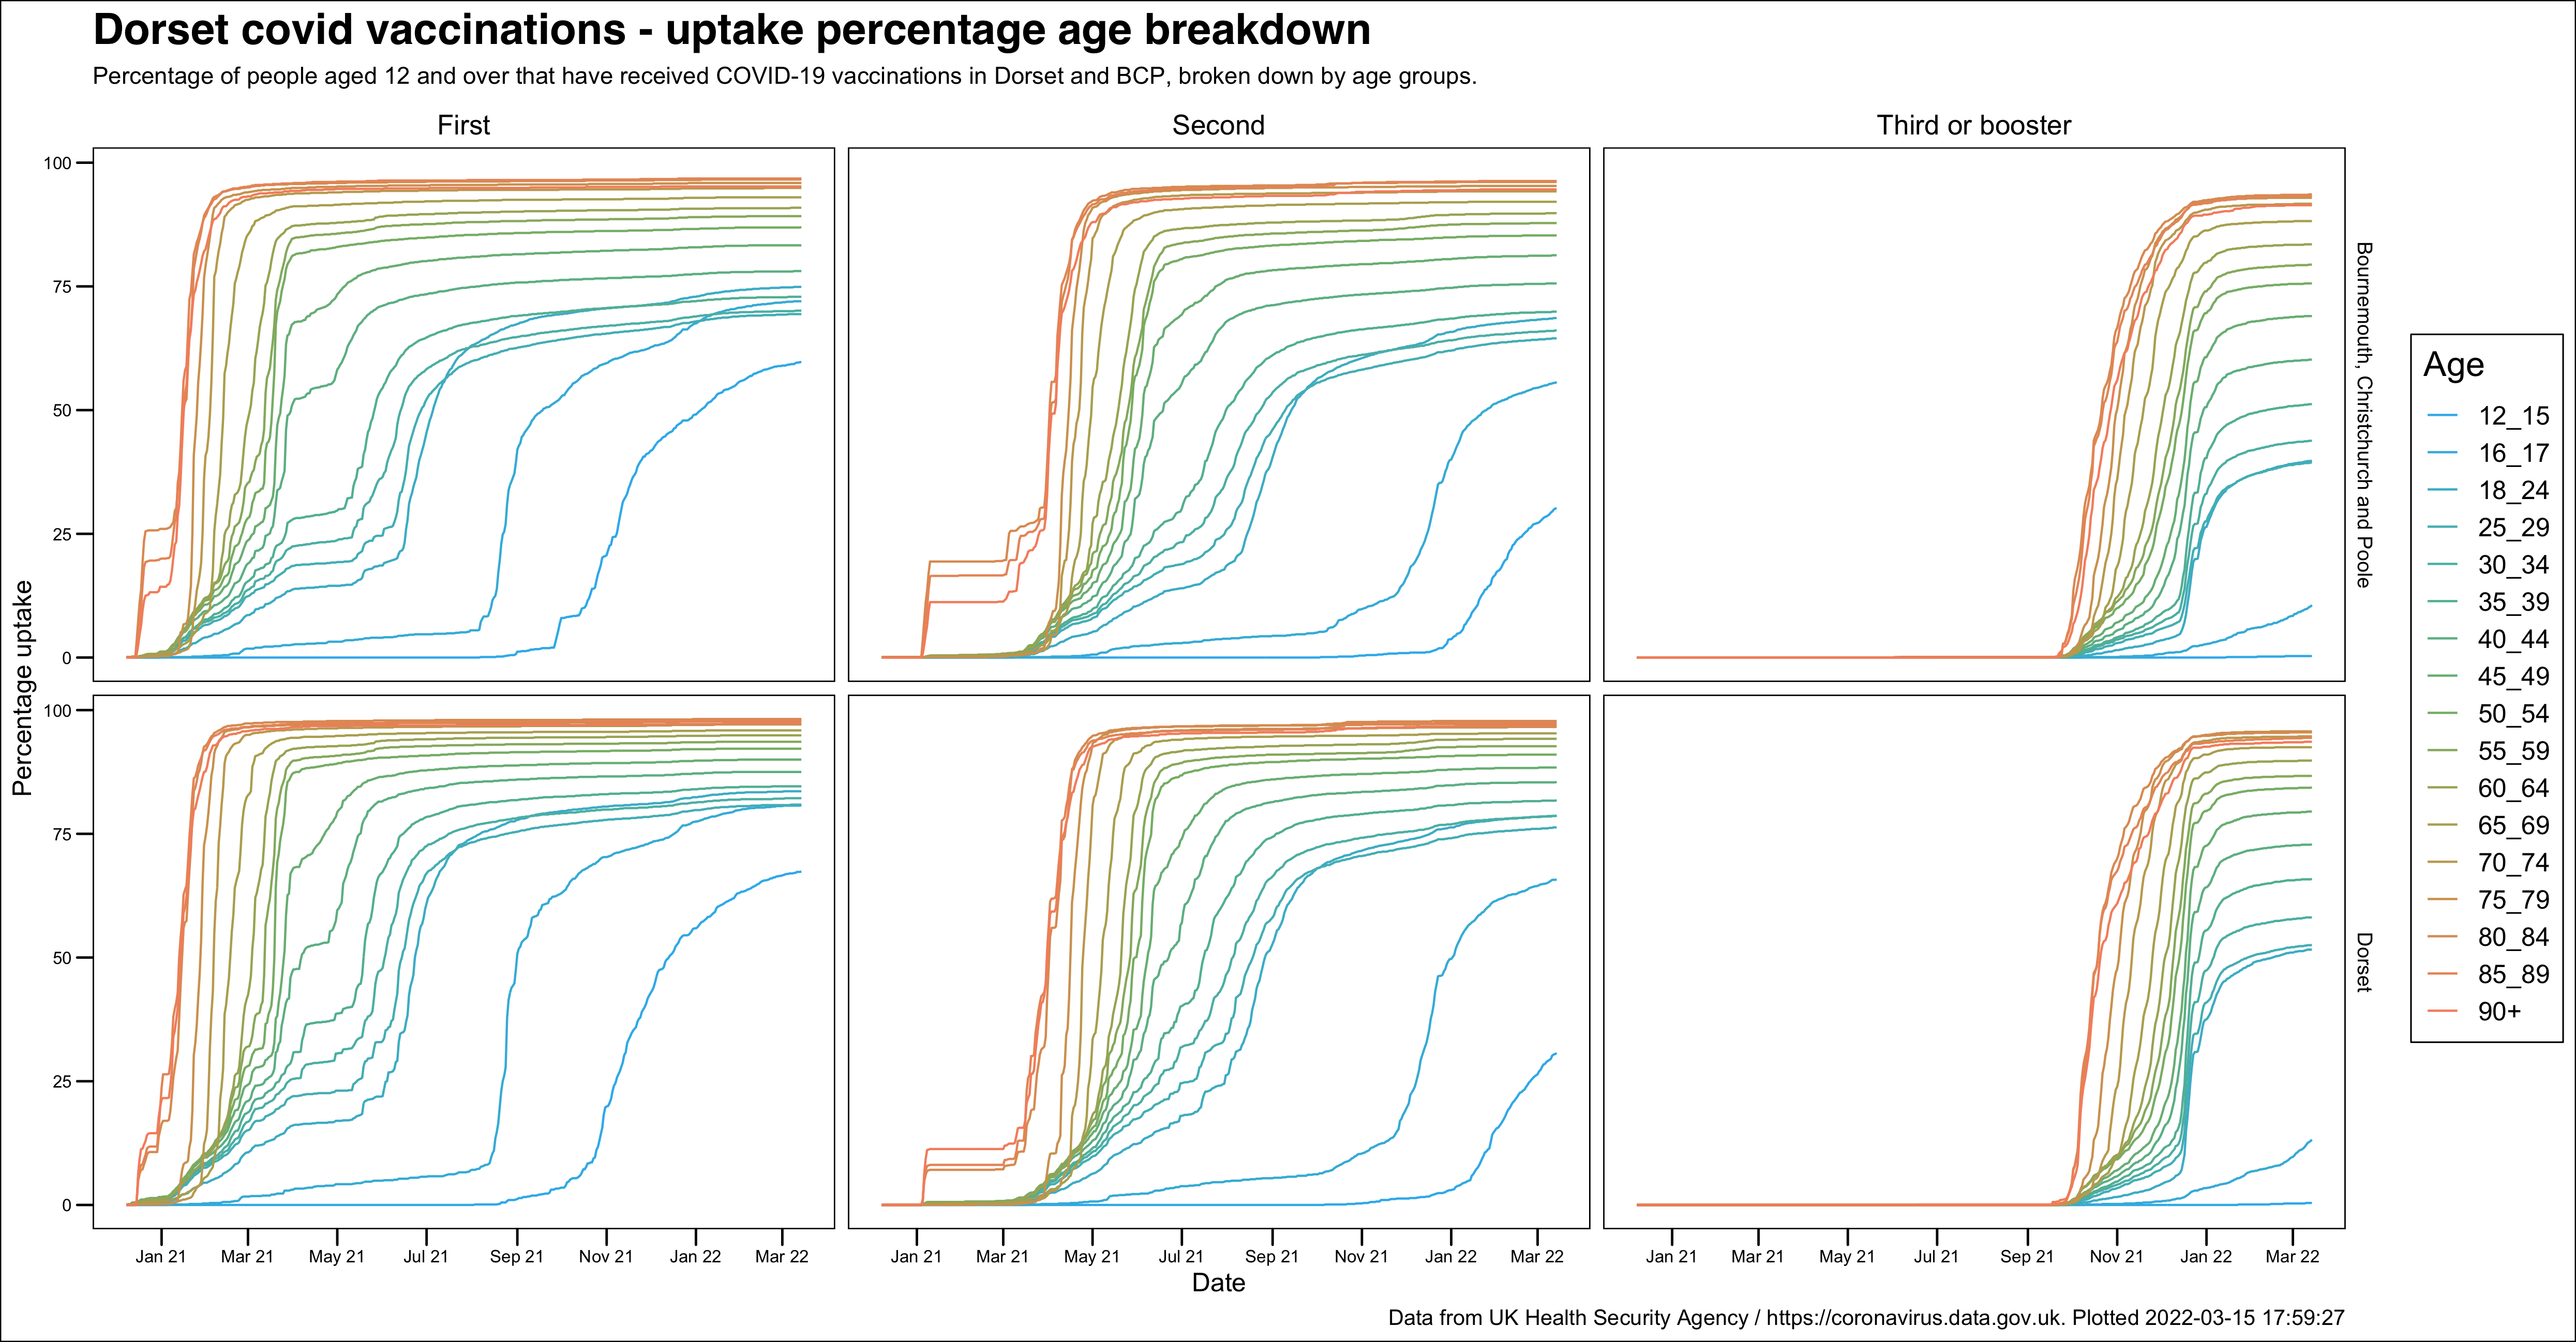 Dorset covid vaccinations - uptake percentage age breakdown
Percentage of people aged 12 and over that have received COVID-19 vaccinations in Dorset and BCP, broken down by age groups.
First
Second
Third or booster
Percentage uptake
100
75
50
25
0
Bournemouth, Christchurch and Poole
100
75
50
25
0
Dorset
Jan 21
Mar 21
May 21
Jul 21
Sep 21
Nov 21
Jan 22
Mar 22
Jan 21
Mar 21
May 21
Jul 21
Sep 21
Nov 21
Jan 22
Mar 22
Jan 21
Mar 21
May 21
Jul 21
Sep 21
Nov 21
Jan 22
Mar 22
Date
Age
12_15
16_17
18_24
25_29
30_34
35_39
40_44
45_49
50_54
55_59
60_64
65_69
70_74
75_79
80_84
85_89
90+
Data from UK Health Security Agency / https://coronavirus.data.gov.uk. Plotted 2022-03-15 17:59:27